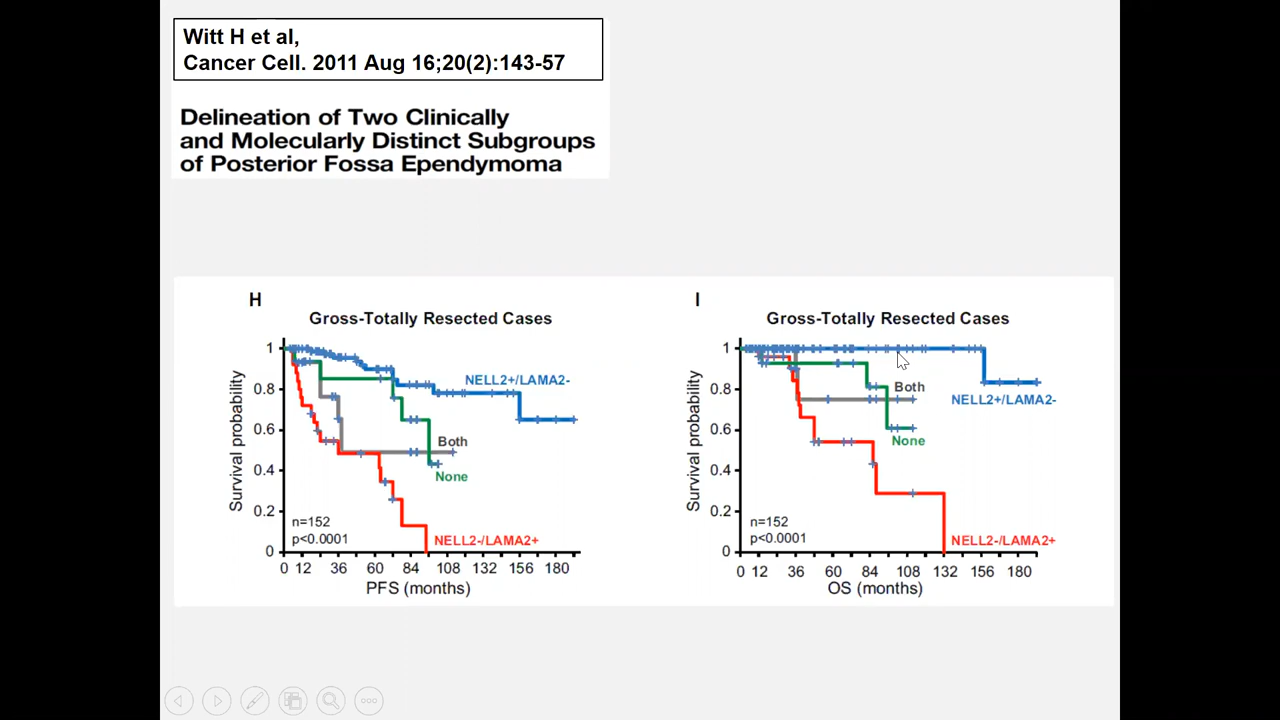 Witt H et al,
Cancer Cell. 2011 Aug 16;20(2):143-57
Delineation of Two Clinically
and Molecularly Distinct Subgroups
of Posterior Fossa Ependymoma
H
Gross-Totally Resected Cases
Survival probability
1
0.8
0.6
0.4
0.2
0
NELL2+/LAMA2-
Both
None
NELL2-/LAMA2+
n=152
p<0.0001
0 12 36 60 84 108 132 156 180
PFS (months)
I
Gross-Totally Resected Cases
Survival probability
1
0.8
0.6
0.4
0.2
0
Both
NELL2+/LAMA2-
None
NELL2-/LAMA2+
n=152
p<0.0001
0 12 36 60 84 108 132 156 180
OS (months)